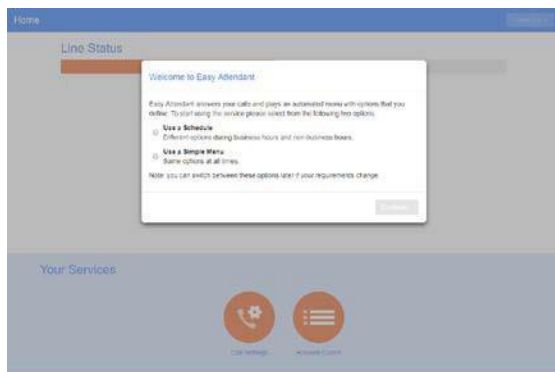 Home
Line Status
Welcome to Easy Attendant
Easy Attendant answers your calls and plays an automated menu with options that you
define. To start using the service please select from the following two options
Use a Schedule
Different options during business hours and non-business hours.
Use a Simple Menu
Same options at all times.
Note: you can switch between these options later if your requirements change
Your Services
Call Settings